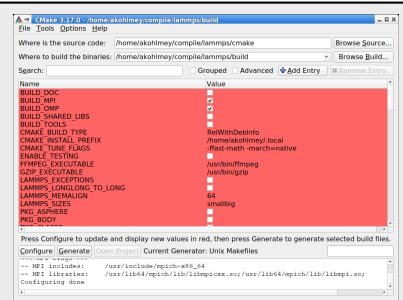 CMake 3.17.0 - /home/akohlmey/compile/lammps/build
File Tools Options Help
Where is the source code: /home/akohlmey/compile/lammps/cmake Browse Source...
Where to build the binaries: /home/akohlmey/compile/lammps/build Browse Build...
Search: Grouped Advanced Add Entry Remove Entry
Name Value
BUILD_DOC
BUILD_MPI
BUILD_OMP
BUILD_SHARED_LIBS
BUILD_TOOLS
CMAKE_BUILD_TYPE RelWithDebInfo
CMAKE_INSTALL_PREFIX /home/akohlmey/.local
CMAKE_TUNE_FLAGS -ffast-math -march=native
ENABLE_TESTING
FFMPEG_EXECUTABLE /usr/bin/ffmpeg
GZIP_EXECUTABLE /usr/bin/gzip
LAMMPS_EXCEPTIONS
LAMMPS_LONGLONG_TO_LONG
LAMMPS_MEMALIGN 64
LAMMPS_SIZES smallbig
PKG_ASPHERE
PKG_BODY
Press Configure to update and display new values in red, then press Generate to generate selected build files.
Configure Generate Open Project Current Generator: Unix Makefiles
-- MPI includes: /usr/include/mpich-x86_64
-- MPI libraries: /usr/lib64/mpich/lib/libmpicxx.so;/usr/lib64/mpich/lib/libmpi.so;
Configuring done